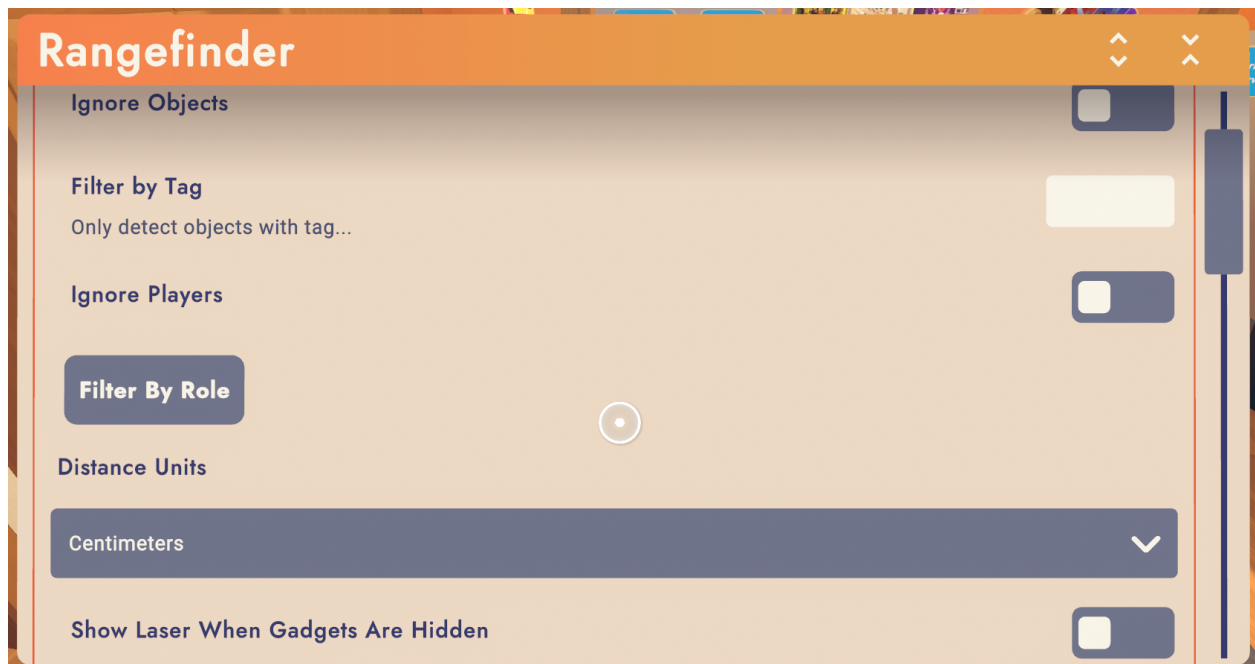 Rangefinder
Ignore Objects
Filter by Tag
Only detect objects with tag...
Ignore Players
Filter By Role
Distance Units
Centimeters
Show Laser When Gadgets Are Hidden